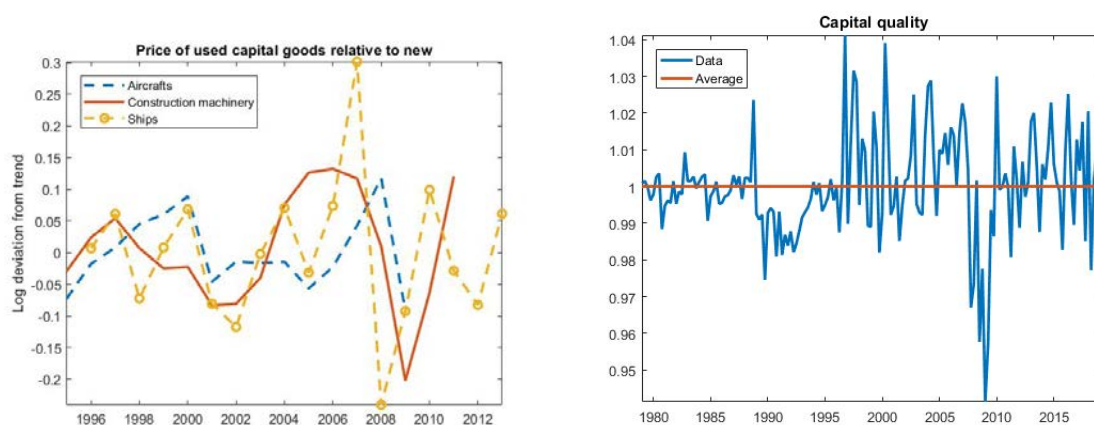 Price of used capital goods relative to new
Log deviation from trend
0.3
0.25
0.2
0.15
0.1
0.05
0
-0.05
-0.1
-0.15
-0.2
Aircrafts
Construction machinery
Ships
1996 1998 2000 2002 2004 2006 2008 2010 2012
Capital quality
1.04
1.03
1.02
1.01
1
0.99
0.98
0.97
0.96
0.95
Data
Average
1980 1985 1990 1995 2000 2005 2010 2015